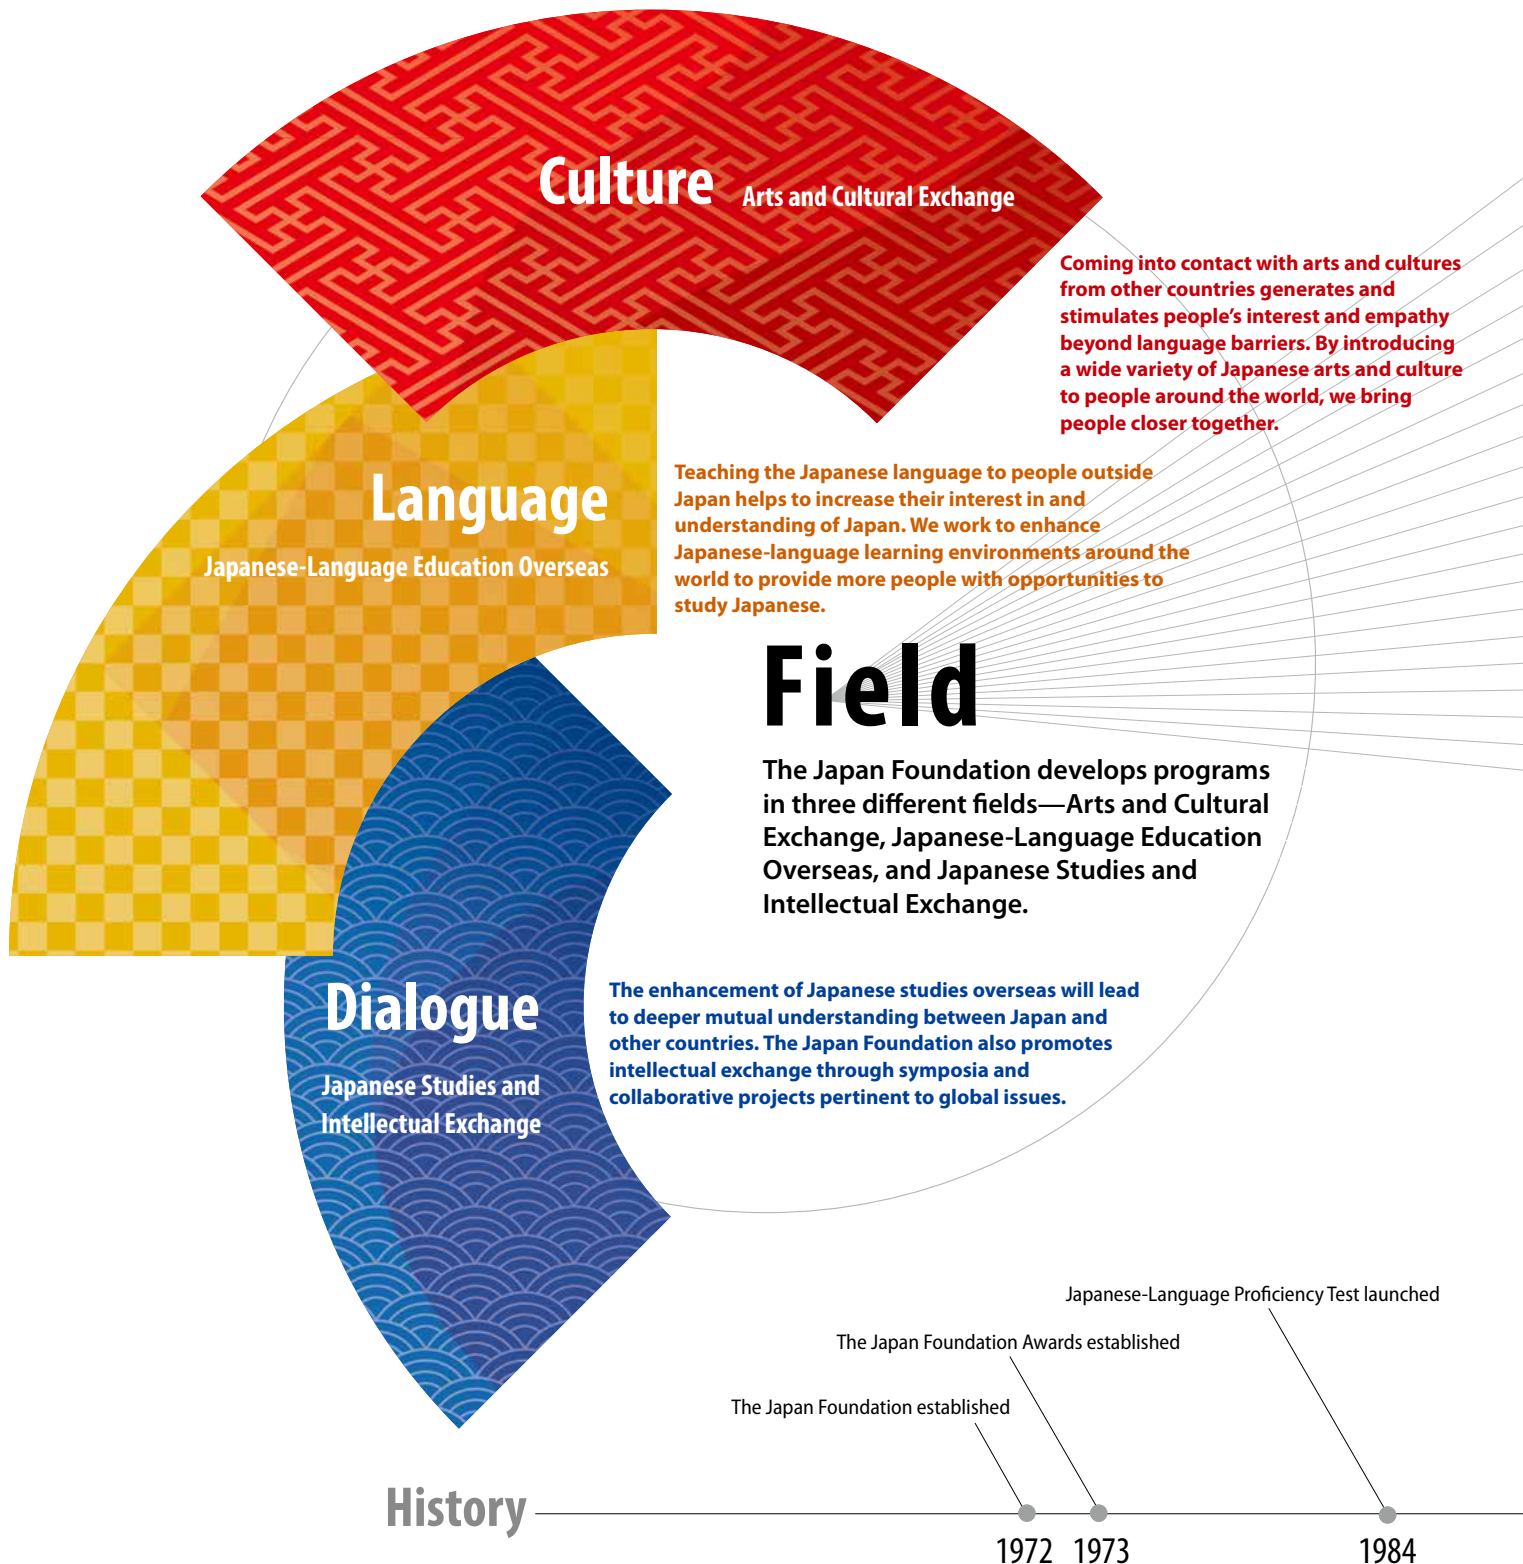 Culture Arts and Cultural Exchange
Coming into contact with arts and cultures
from other countries generates and
stimulates people’s interest and empathy
beyond language barriers. By introducing
a wide variety of Japanese arts and culture
to people around the world, we bring
people closer together.
Language
Japanese-Language Education Overseas
Teaching the Japanese language to people outside
Japan helps to increase their interest in and
understanding of Japan. We work to enhance
Japanese-language learning environments around the
world to provide more people with opportunities to
study Japanese.
Field
The Japan Foundation develops programs
in three different fields—Arts and Cultural
Exchange, Japanese-Language Education
Overseas, and Japanese Studies and
Intellectual Exchange.
Dialogue
Japanese Studies and
Intellectual Exchange
The enhancement of Japanese studies overseas will lead
to deeper mutual understanding between Japan and
other countries. The Japan Foundation also promotes
intellectual exchange through symposia and
collaborative projects pertinent to global issues.
Japanese-Language Proficiency Test launched
The Japan Foundation Awards established
The Japan Foundation established
History
1972 1973 1984